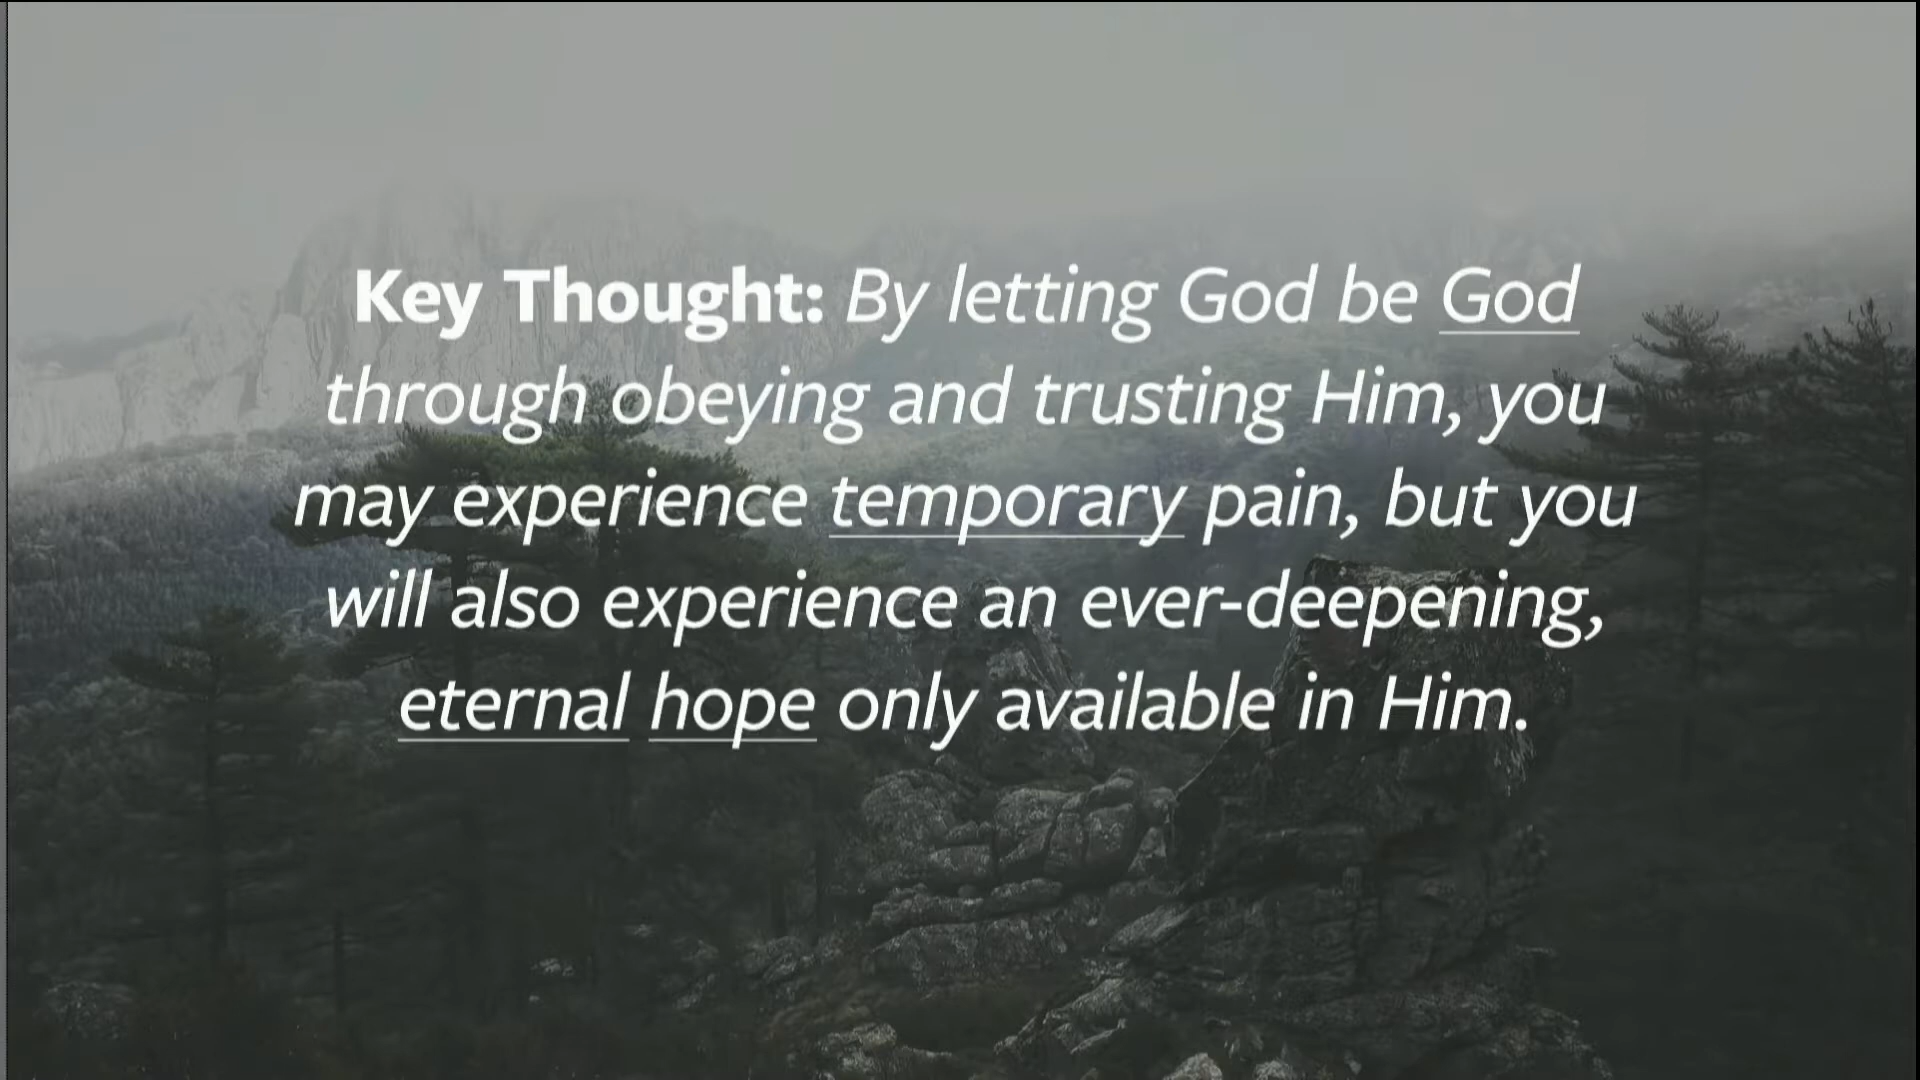 Key Thought: By letting God be God
through obeying and trusting Him, you
may experience temporary pain, but you
will also experience an ever-deepening,
eternal hope only available in Him.